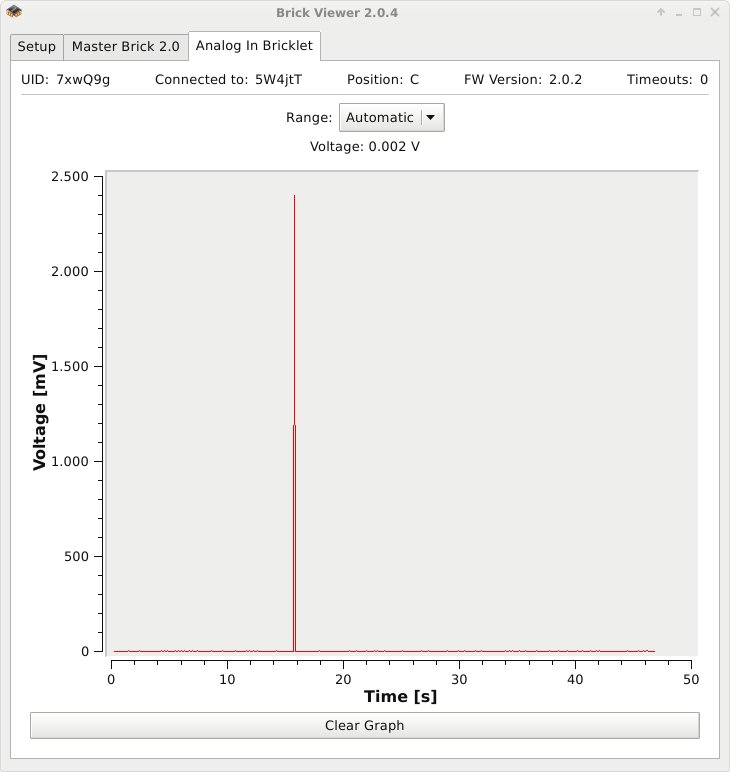 Brick Viewer 2.0.4
Setup Master Brick 2.0 Analog In Bricklet
UID: 7xwQ9g Connected to: 5W4jtT Position: C FW Version: 2.0.2 Timeouts: 0
Range: Automatic
Voltage: 0.002 V
2.500
2.000
1.500
1.000
500
0
Voltage [mV]
0 10 20 30 40 50
Time [s]
Clear Graph